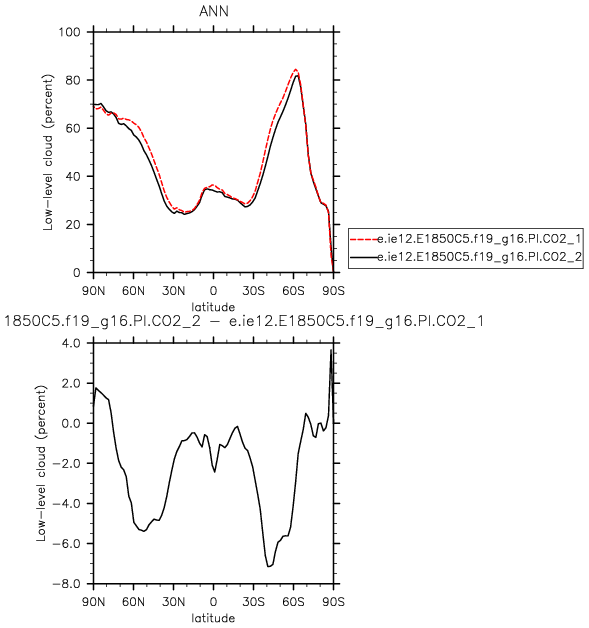 ANN
100
80
60
40
20
0
Low-level cloud (percent)
90N 60N 30N 0 30S 60S 90S
latitude
e.ie12.E1850C5.f19_g16.PI.CO2_1
e.ie12.E1850C5.f19_g16.PI.CO2_2
1850C5.f19_g16.PI.CO2_2 − e.ie12.E1850C5.f19_g16.PI.CO2_1
4.0
2.0
0.0
−2.0
−4.0
−6.0
−8.0
Low-level cloud (percent)
90N 60N 30N 0 30S 60S 90S
latitude